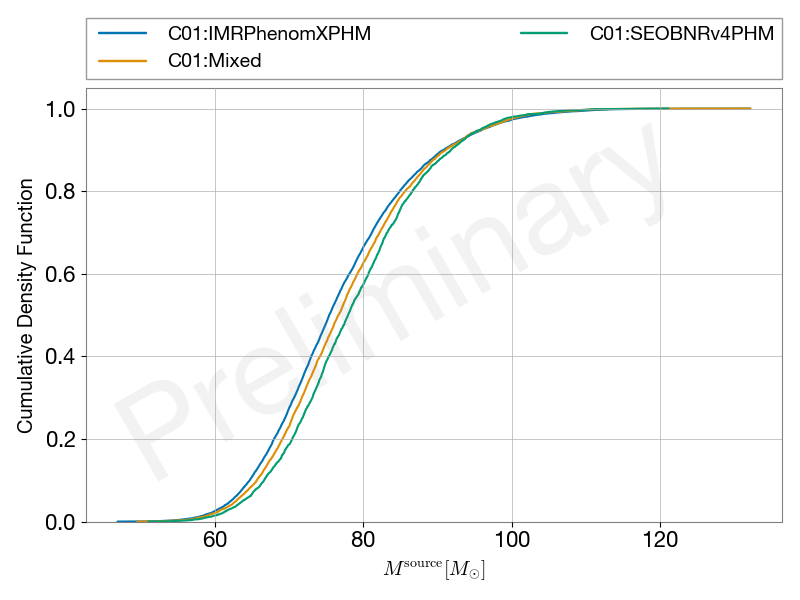 C01:IMRPhenomXPHM
C01:Mixed
C01:SEOBNRv4PHM
1.0
0.8
0.6
0.4
0.2
0.0
Cumulative Density Function
Preliminary
60 80 100 120
M^source [M_⊙]